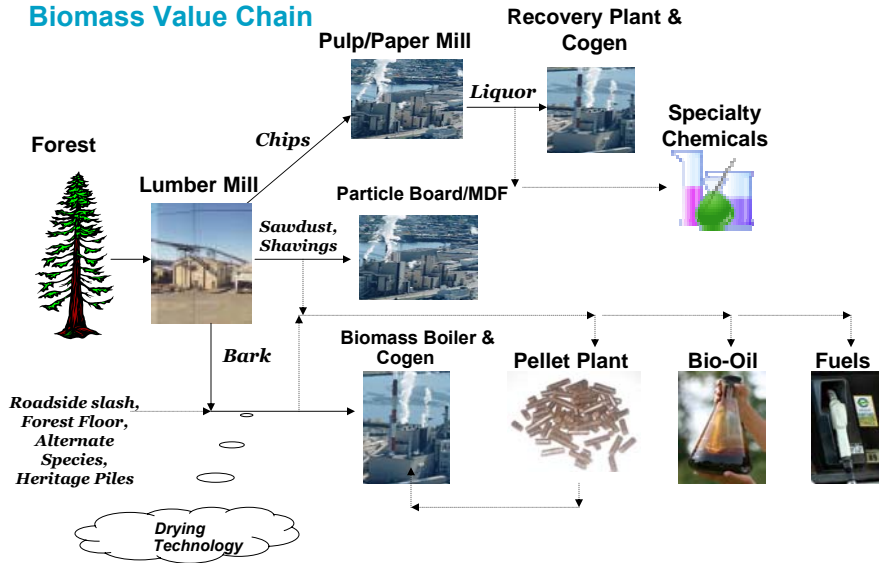 Biomass Value Chain
Recovery Plant &
Cogen
Pulp/Paper Mill
Liquor
Specialty
Chemicals
Chips
Forest
Lumber Mill
Particle Board/MDF
Sawdust,
Shavings
Bark
Biomass Boiler &
Cogen
Pellet Plant
Bio-Oil
Fuels
Roadside slash,
Forest Floor,
Alternate
Species,
Heritage Piles
Drying
Technology